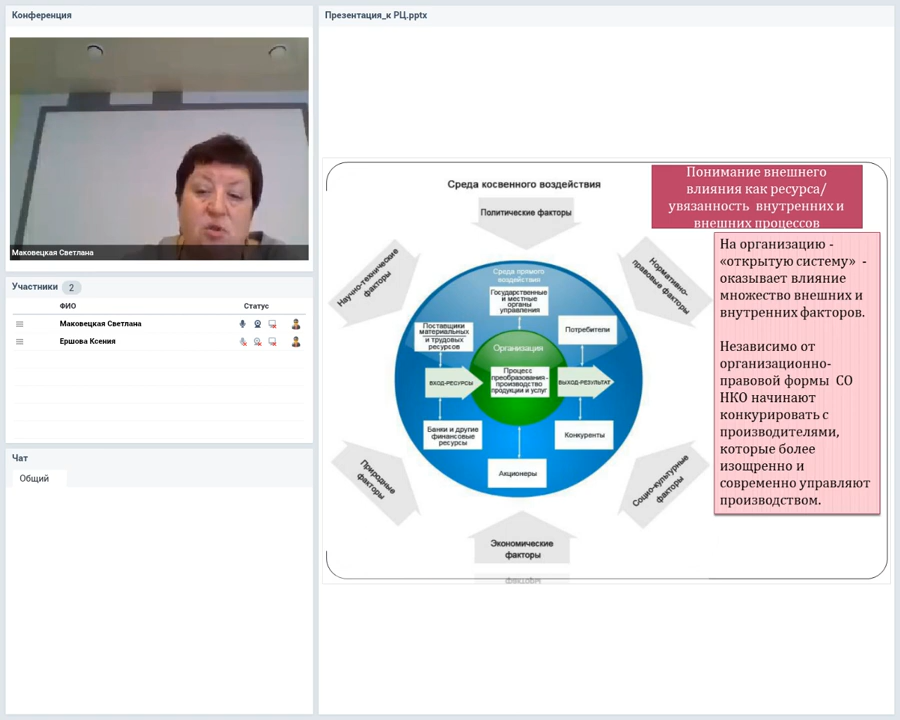 Конференция
Маковецкая Светлана
Участники 2
ФИО Статус
Маковецкая Светлана
Ершова Ксения
Чат
Общий
Презентация_к РЦ.pptx
Среда косвенного воздействия
Политические факторы
Научно-технические
факторы
Нормативно-
правовые факторы
Среда прямого
воздействия
Государственные
и местные
органы
управления
Поставщики
материальных
и трудовых
ресурсов
Потребители
Организация
ВХОД-РЕСУРСЫ
Процесс
преобразования-
производство
продукции и услуг
ВЫХОД-РЕЗУЛЬТАТ
Банки и другие
финансовые
ресурсы
Конкуренты
Акционеры
Природные
факторы
Социо-культурные
факторы
Экономические
факторы
Понимание внешнего
влияния как ресурса/
увязанность внутренних и
внешних процессов
На организацию -
«открытую систему» -
оказывает влияние
множество внешних и
внутренних факторов.
Независимо от
организационно-
правовой формы СО
НКО начинают
конкурировать с
производителями,
которые более
изощренно и
современно управляют
производством.